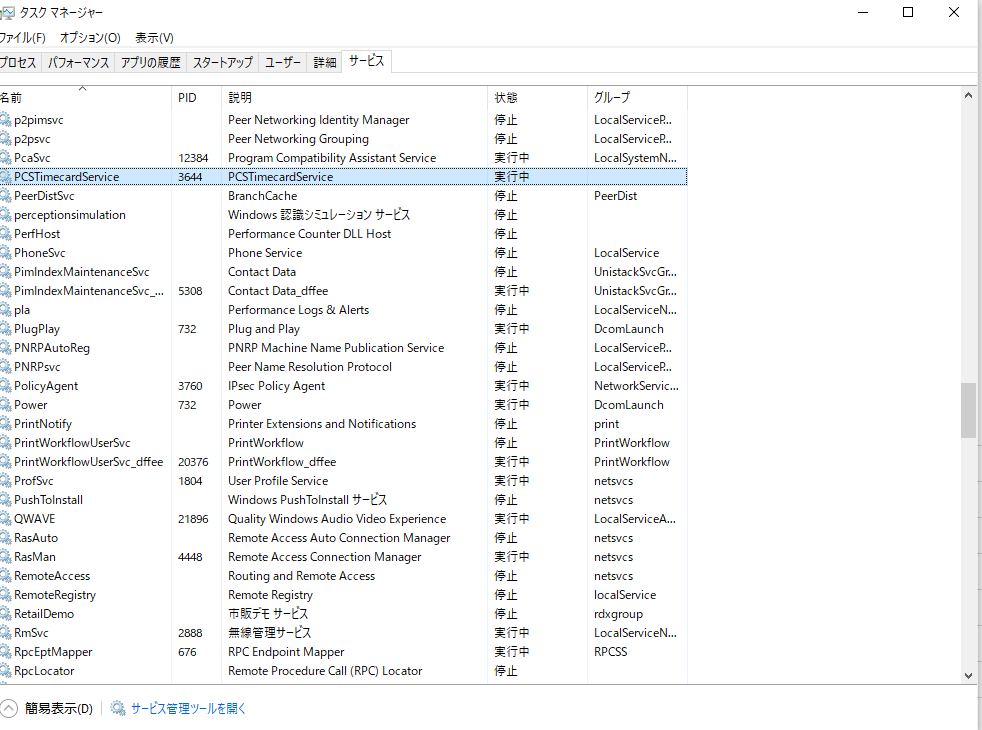 タスク マネージャー
ファイル(F) オプション(O) 表示(V)
プロセス パフォーマンス アプリの履歴 スタートアップ ユーザー 詳細 サービス
名前 PID 説明 状態 グループ
p2pimsvc Peer Networking Identity Manager 停止 LocalServiceP...
p2psvc Peer Networking Grouping 停止 LocalServiceP...
PcaSvc 12384 Program Compatibility Assistant Service 実行中 LocalSystemN...
PCSTimecardService 3644 PCSTimecardService 実行中
PeerDistSvc BranchCache 停止 PeerDist
perceptionsimulation Windows 認識シミュレーション サービス 停止
PerfHost Performance Counter DLL Host 停止
PhoneSvc Phone Service 停止 LocalService
PimIndexMaintenanceSvc Contact Data 停止 UnistackSvcGr...
PimIndexMaintenanceSvc_... 5308 Contact Data_dffee 実行中 UnistackSvcGr...
pla Performance Logs & Alerts 停止 LocalServiceN...
PlugPlay 732 Plug and Play 実行中 DcomLaunch
PNRPAutoReg PNRP Machine Name Publication Service 停止 LocalServiceP...
PNRPsvc Peer Name Resolution Protocol 停止 LocalServiceP...
PolicyAgent 3760 IPsec Policy Agent 実行中 NetworkServic...
Power 732 Power 実行中 DcomLaunch
PrintNotify Printer Extensions and Notifications 停止 print
PrintWorkflowUserSvc PrintWorkflow 停止 PrintWorkflow
PrintWorkflowUserSvc_dffee 20376 PrintWorkflow_dffee 実行中 PrintWorkflow
ProfSvc 1804 User Profile Service 実行中 netsvcs
PushToInstall Windows PushToInstall サービス 停止 netsvcs
QWAVE 21896 Quality Windows Audio Video Experience 実行中 LocalServiceA...
RasAuto Remote Access Auto Connection Manager 停止 netsvcs
RasMan 4448 Remote Access Connection Manager 実行中 netsvcs
RemoteAccess Routing and Remote Access 停止 netsvcs
RemoteRegistry Remote Registry 停止 localService
RetailDemo 市販デモ サービス 停止 rdxgroup
RmSvc 2888 無線管理サービス 実行中 LocalServiceN...
RpcEptMapper 676 RPC Endpoint Mapper 実行中 RPCSS
RpcLocator Remote Procedure Call (RPC) Locator 停止
簡易表示(D) サービス管理ツールを開く